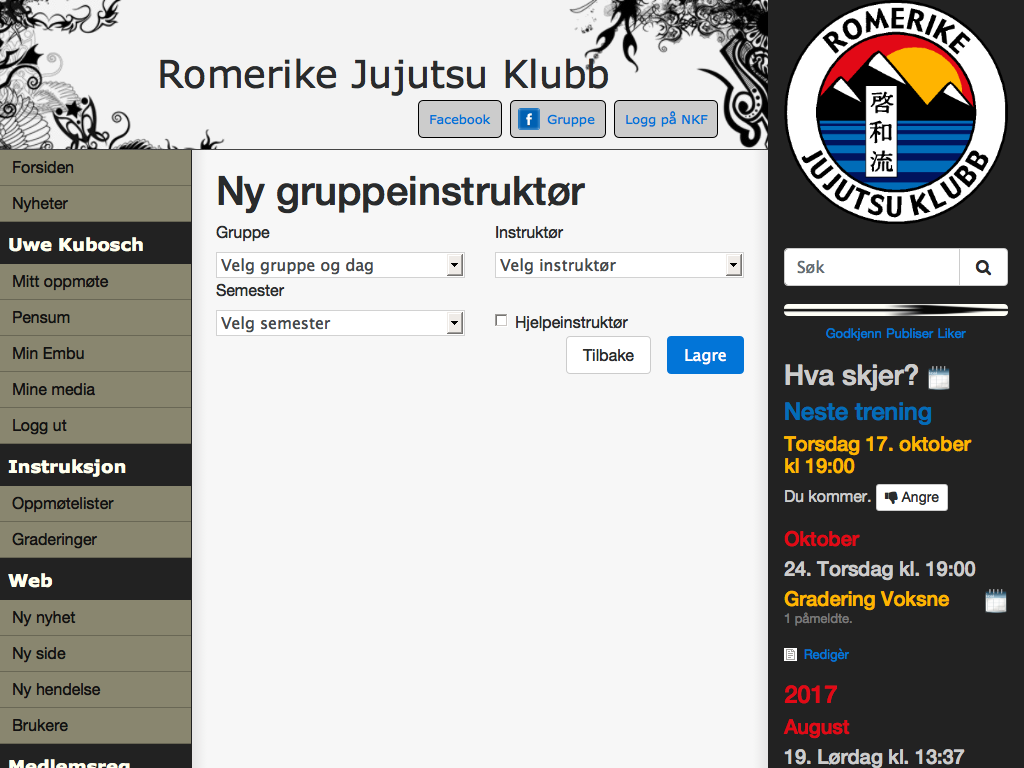 Romerike Jujutsu Klubb
Facebook
Gruppe
Logg på NKF
Forsiden
Nyheter
Uwe Kubosch
Mitt oppmøte
Pensum
Min Embu
Mine media
Logg ut
Instruksjon
Oppmøtelister
Graderinger
Web
Ny nyhet
Ny side
Ny hendelse
Brukere
Medlemsreg
Ny gruppeinstruktør
Gruppe
Instruktør
Velg gruppe og dag
Velg instruktør
Semester
Velg semester
Hjelpeinstruktør
Tilbake
Lagre
ROMERIKE
啓和流
JUJUTSU KLUBB
Søk
Godkjenn Publiser Liker
Hva skjer?
Neste trening
Torsdag 17. oktober
kl 19:00
Du kommer.
Angre
Oktober
24. Torsdag kl. 19:00
Gradering Voksne
1 påmeldte.
Redigèr
2017
August
19. Lørdag kl. 13:37